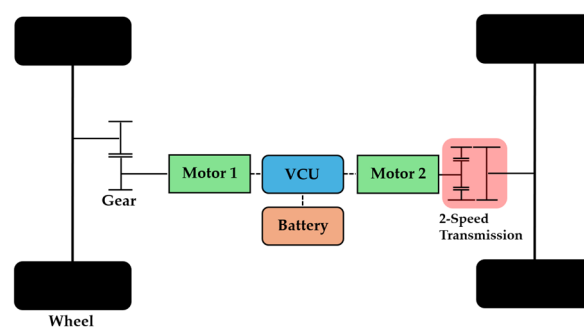 Motor 1
VCU
Motor 2
Gear
Battery
2-Speed
Transmission
Wheel